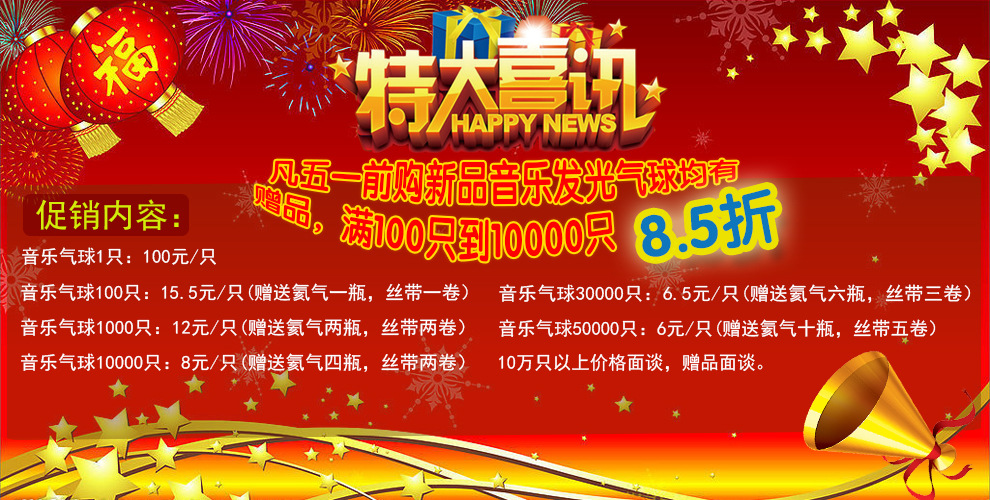 福
特大喜讯
HAPPY NEWS
凡五一前购新品音乐发光气球均有
赠品，满100只到10000只 8.5折
促销内容：
音乐气球1只：100元/只
音乐气球100只：15.5元/只(赠送氦气一瓶，丝带一卷）
音乐气球1000只：12元/只(赠送氦气两瓶，丝带两卷）
音乐气球10000只：8元/只(赠送氦气四瓶，丝带两卷）
音乐气球30000只：6.5元/只(赠送氦气六瓶，丝带三卷）
音乐气球50000只：6元/只(赠送氦气十瓶，丝带五卷）
10万只以上价格面谈，赠品面谈。